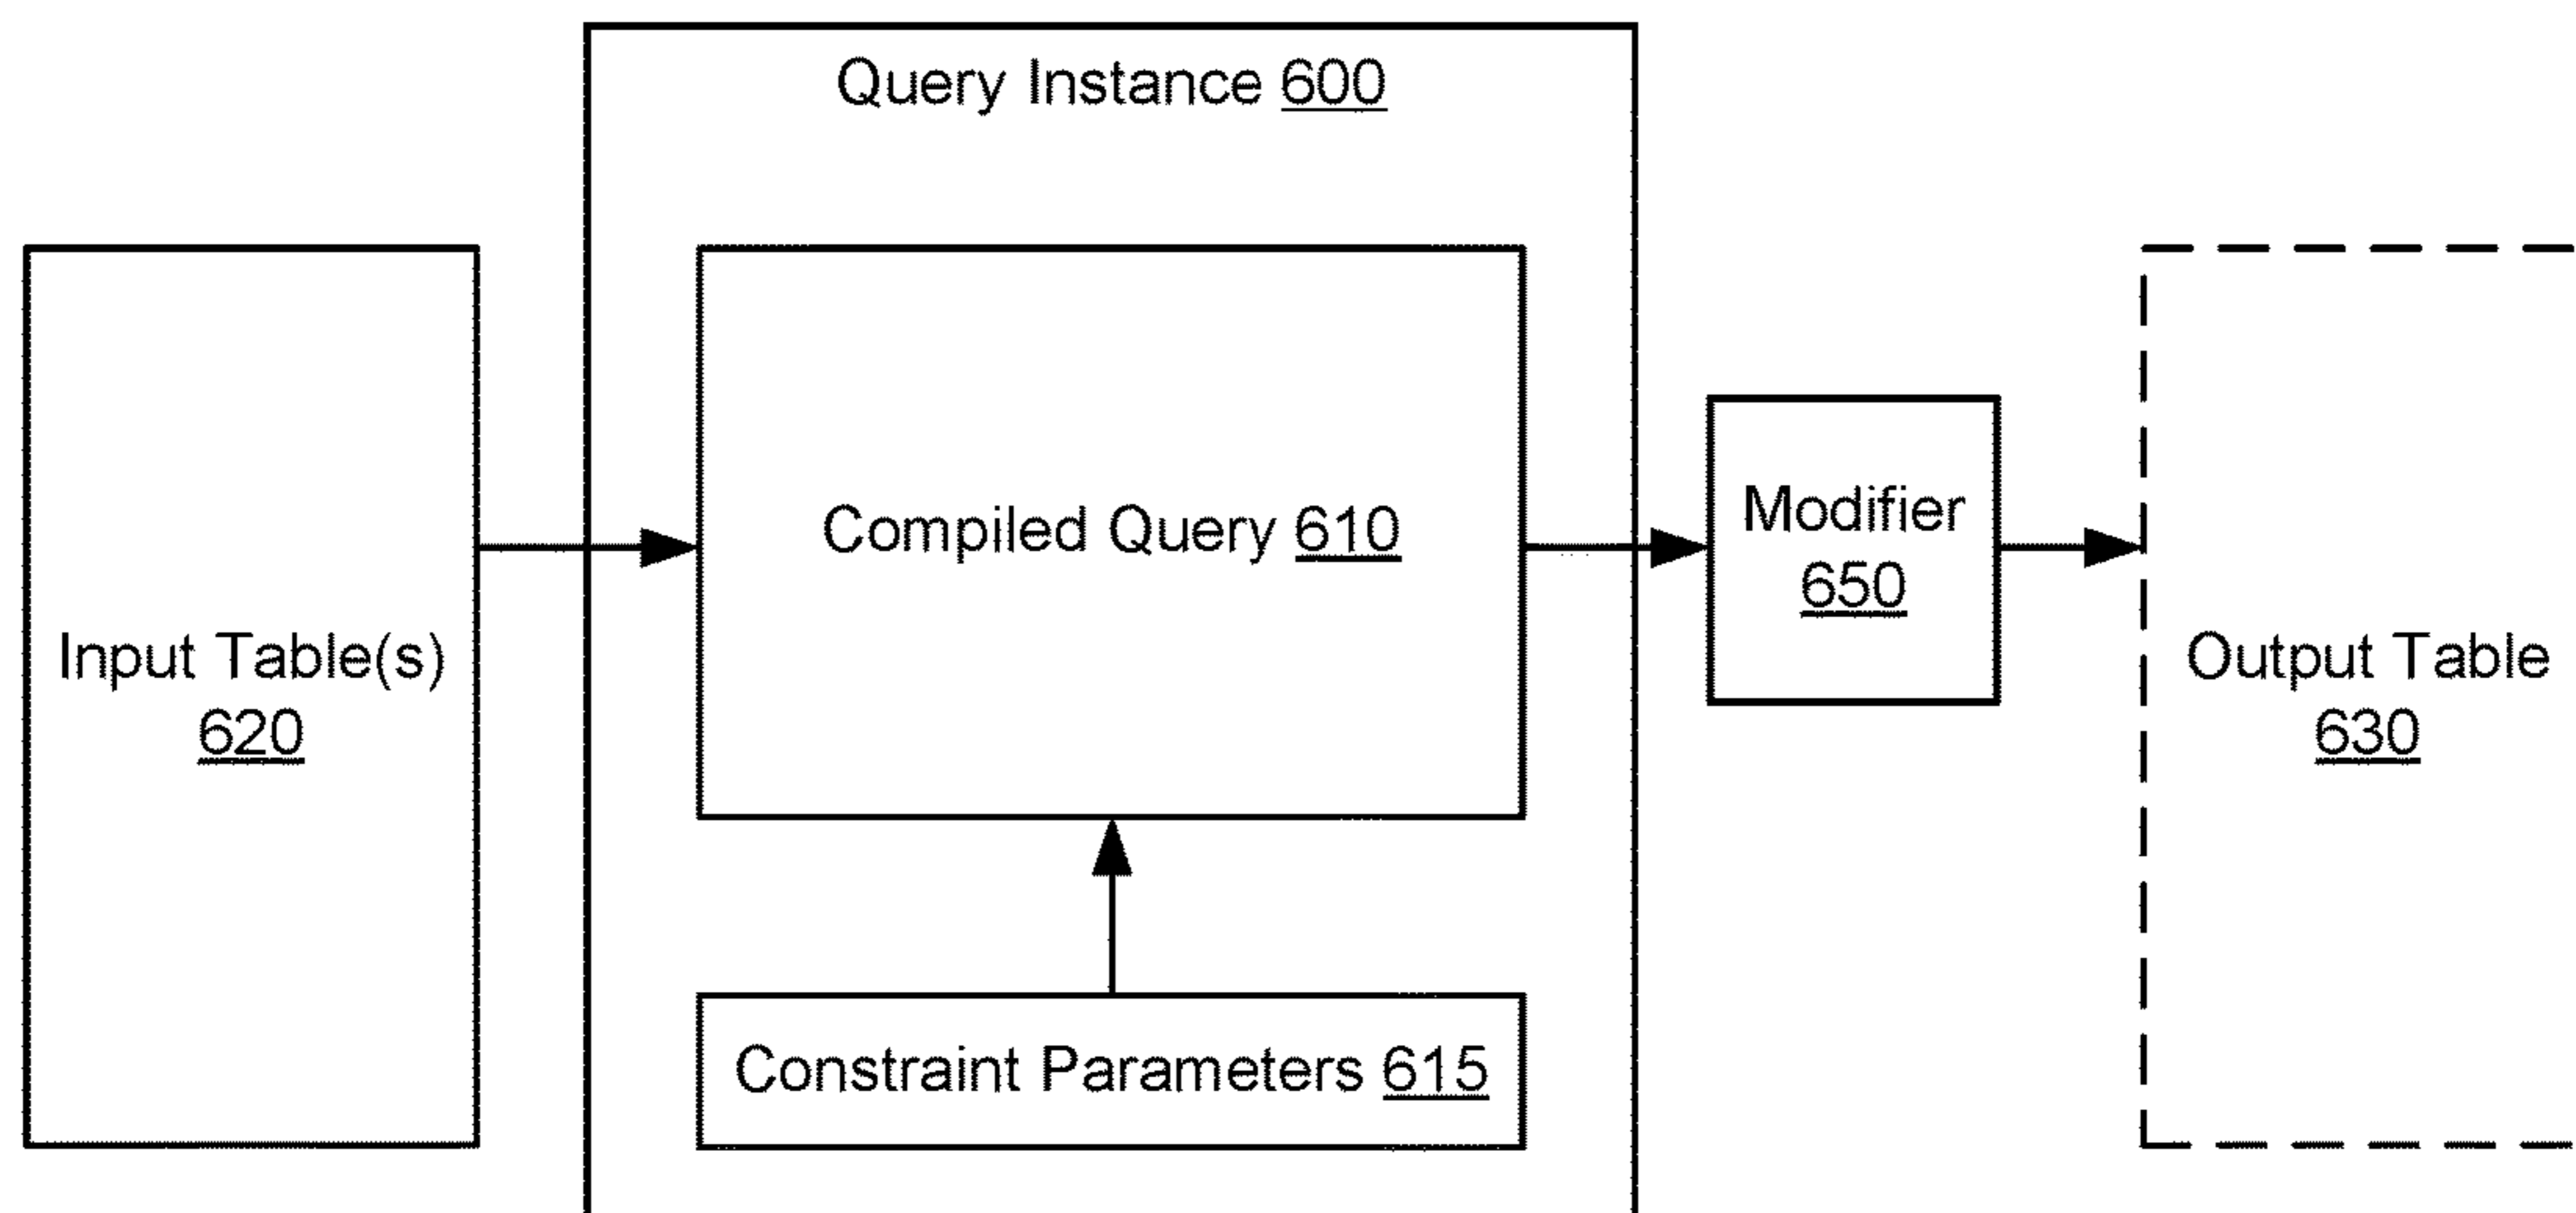 Query Instance 600
Input Table(s)
620
Compiled Query 610
Constraint Parameters 615
Modifier
650
Output Table
630